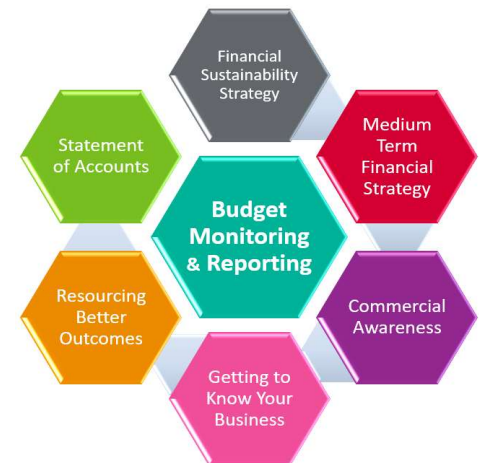 Financial
Sustainability
Strategy
Medium
Term
Financial
Strategy
Commercial
Awareness
Getting to
Know Your
Business
Resourcing
Better
Outcomes
Statement
of Accounts
Budget
Monitoring
& Reporting